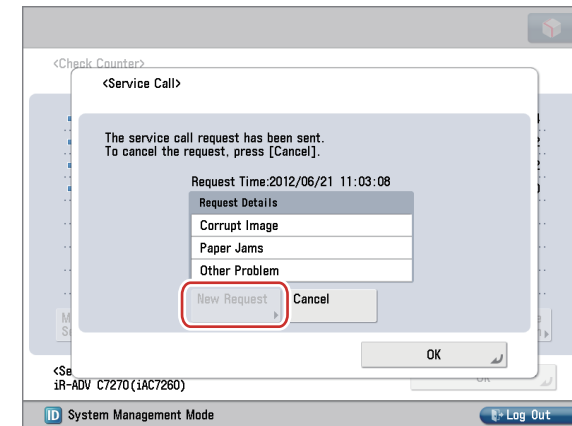 <Check Counter>
<Service Call>
The service call request has been sent.
To cancel the request, press [Cancel].
Request Time:2012/06/21 11:03:08
Request Details
Corrupt Image
Paper Jams
Other Problem
New Request
Cancel
OK
<Se
iR-ADV C7270(iAC7260)
ID System Management Mode
Log Out